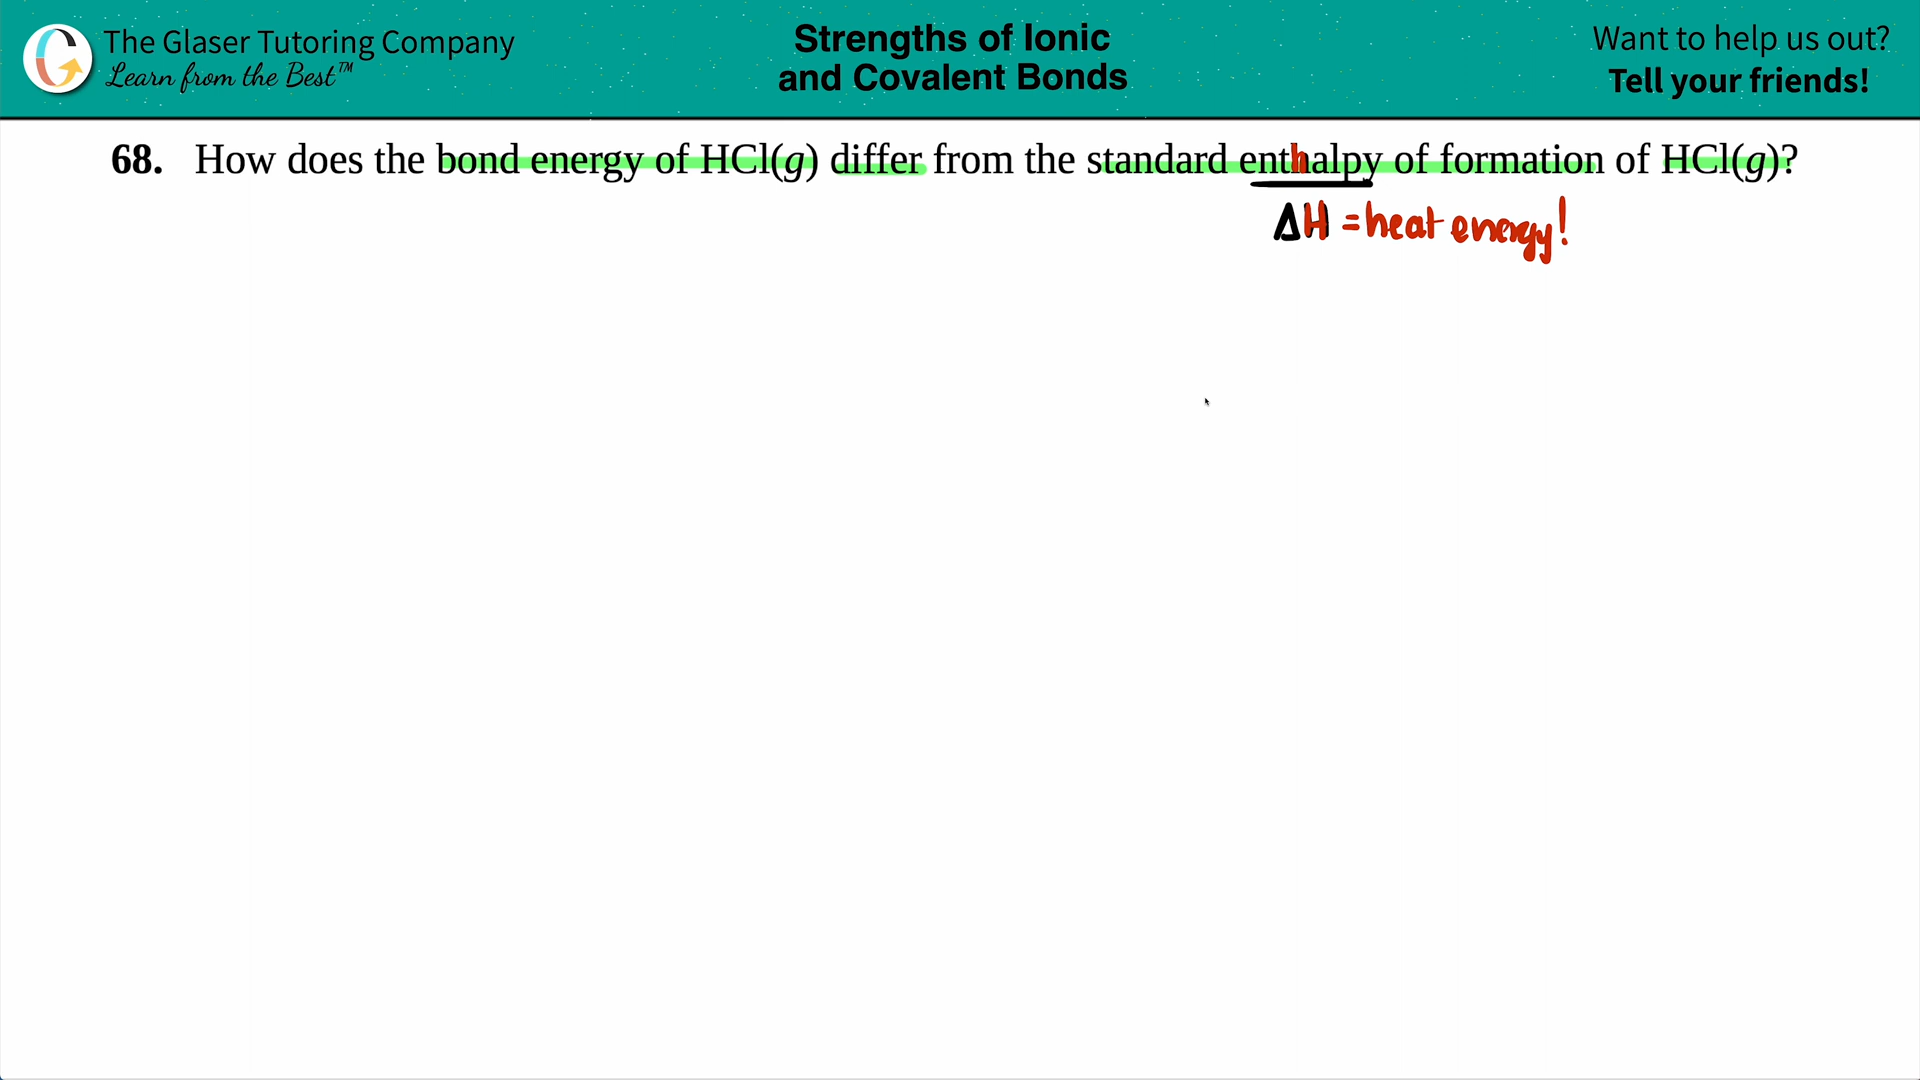 The Glaser Tutoring Company
Learn from the Best™
Strengths of Ionic
and Covalent Bonds
Want to help us out?
Tell your friends!
68. How does the bond energy of HCl(g) differ from the standard enthalpy of formation of HCl(g)?
ΔH = heat energy!